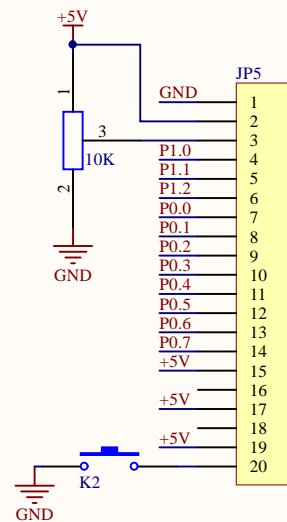 +5V
JP5
GND 1
2
1
3 3
10K
2
P1.0 4
P1.1 5
P1.2 6
P0.0 7
P0.1 8
P0.2 9
GND
P0.3 10
P0.4 11
P0.5 12
P0.6 13
P0.7 14
+5V 15
16
+5V 17
18
+5V 19
20
K2
GND